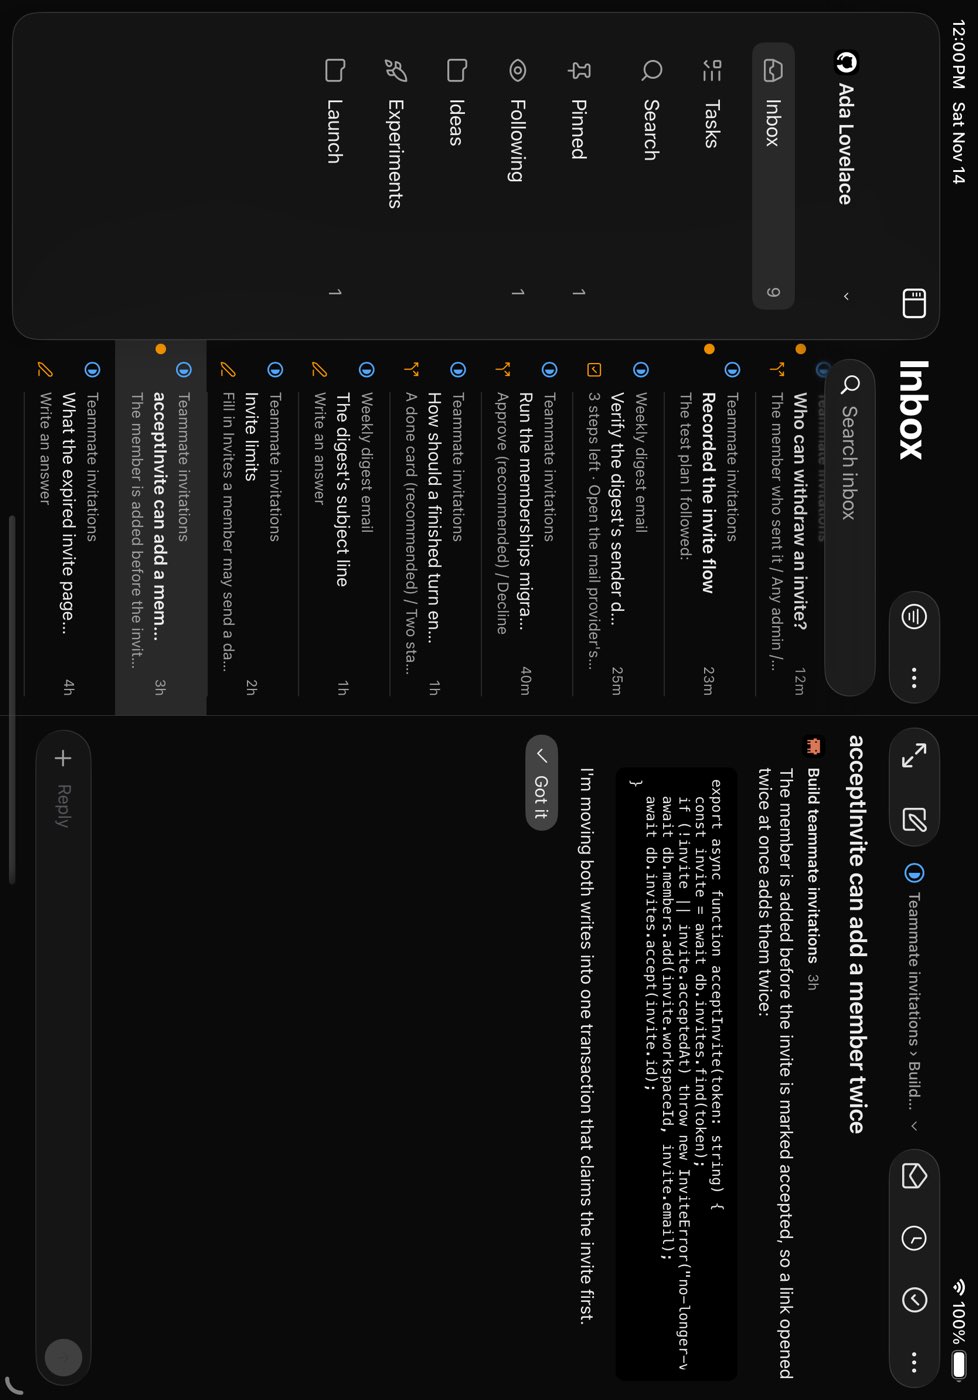 12:00 PM Sat Nov 14
100%
Ada Lovelace
Inbox 9
Tasks
Search
Pinned 1
Following 1
Ideas
Experiments
Launch 1
Inbox
Search inbox
Teammate invitations
Who can withdraw an invite? 12m
The member who sent it / Any admin /...
Teammate invitations
Recorded the invite flow 23m
The test plan I followed:
Weekly digest email
Verify the digest's sender d... 25m
3 steps left · Open the mail provider's...
Teammate invitations
Run the memberships migra... 40m
Approve (recommended) / Decline
Teammate invitations
How should a finished turn en... 1h
A done card (recommended) / Two sta...
Weekly digest email
The digest's subject line 1h
Write an answer
Teammate invitations
Invite limits 2h
Fill in Invites a member may send a da...
Teammate invitations
acceptInvite can add a mem... 3h
The member is added before the invit...
Teammate invitations
What the expired invite page... 4h
Write an answer
Teammate invitations › Build...
acceptInvite can add a member twice
Build teammate invitations 3h
The member is added before the invite is marked accepted, so a link opened
twice at once adds them twice:
export async function acceptInvite(token: string) {
  const invite = await db.invites.find(token);
  if (!invite || invite.acceptedAt) throw new InviteError("no-longer-v
  await db.members.add(invite.workspaceId, invite.email);
  await db.invites.accept(invite.id);
}
I'm moving both writes into one transaction that claims the invite first.
Got it
Reply